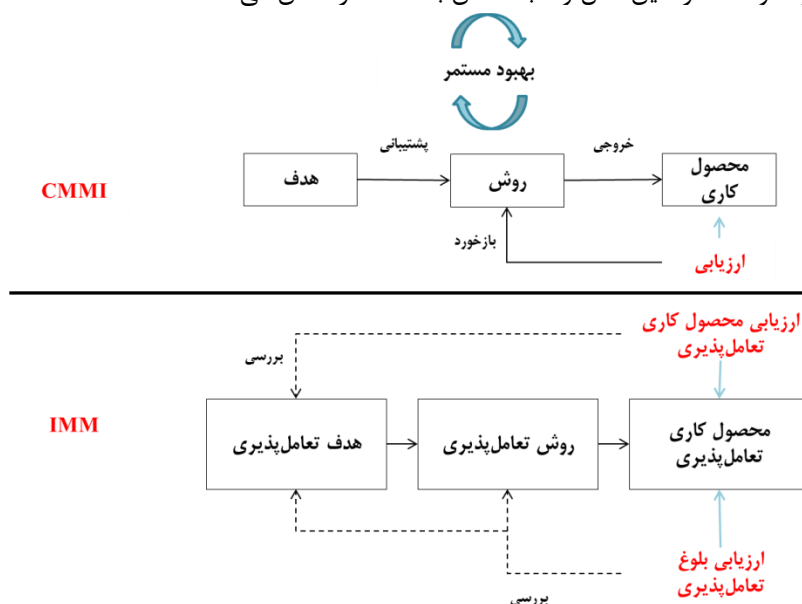 بهبود مستمر
پشتیبانی
خروجی
هدف
روش
محصول
کاری
CMMI
بازخورد
ارزیابی
ارزیابی محصول کاری
تعامل‌پذیری
بررسی
IMM
هدف تعامل‌پذیری
روش تعامل‌پذیری
محصول کاری
تعامل‌پذیری
ارزیابی بلوغ
تعامل‌پذیری
بررسی